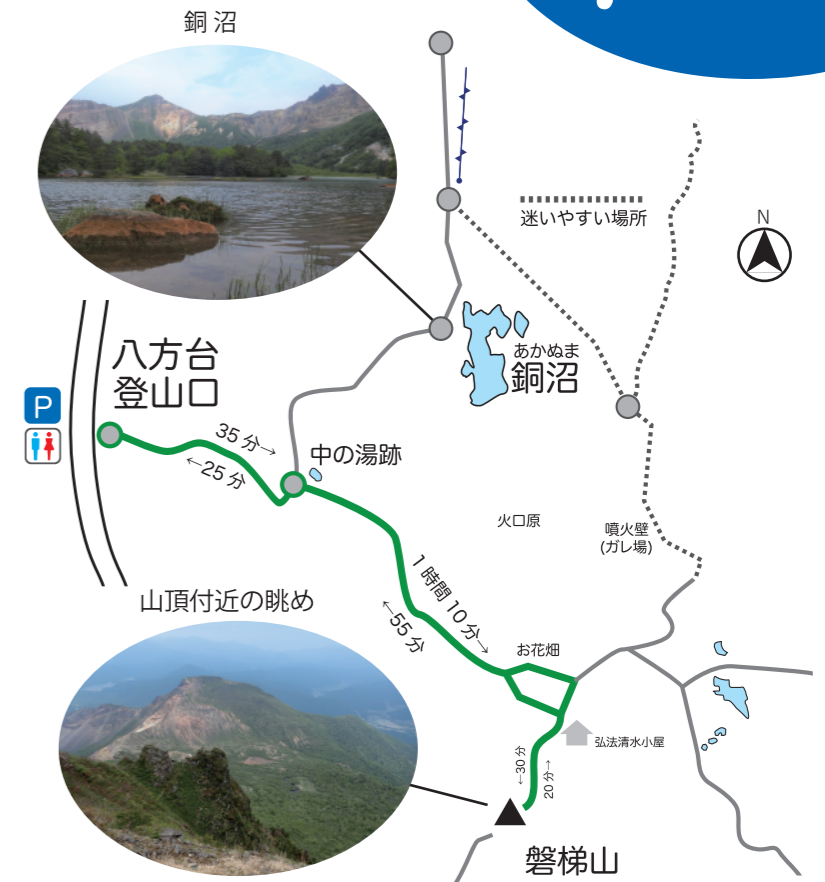 銅沼
迷いやすい場所
N
八方台
登山口
P
あかぬま
銅沼
35分→
←25分
中の湯跡
火口原
噴火壁
(ガレ場)
1時間10分→
←55分
山頂付近の眺め
お花畑
弘法清水小屋
←30分
20分→
磐梯山